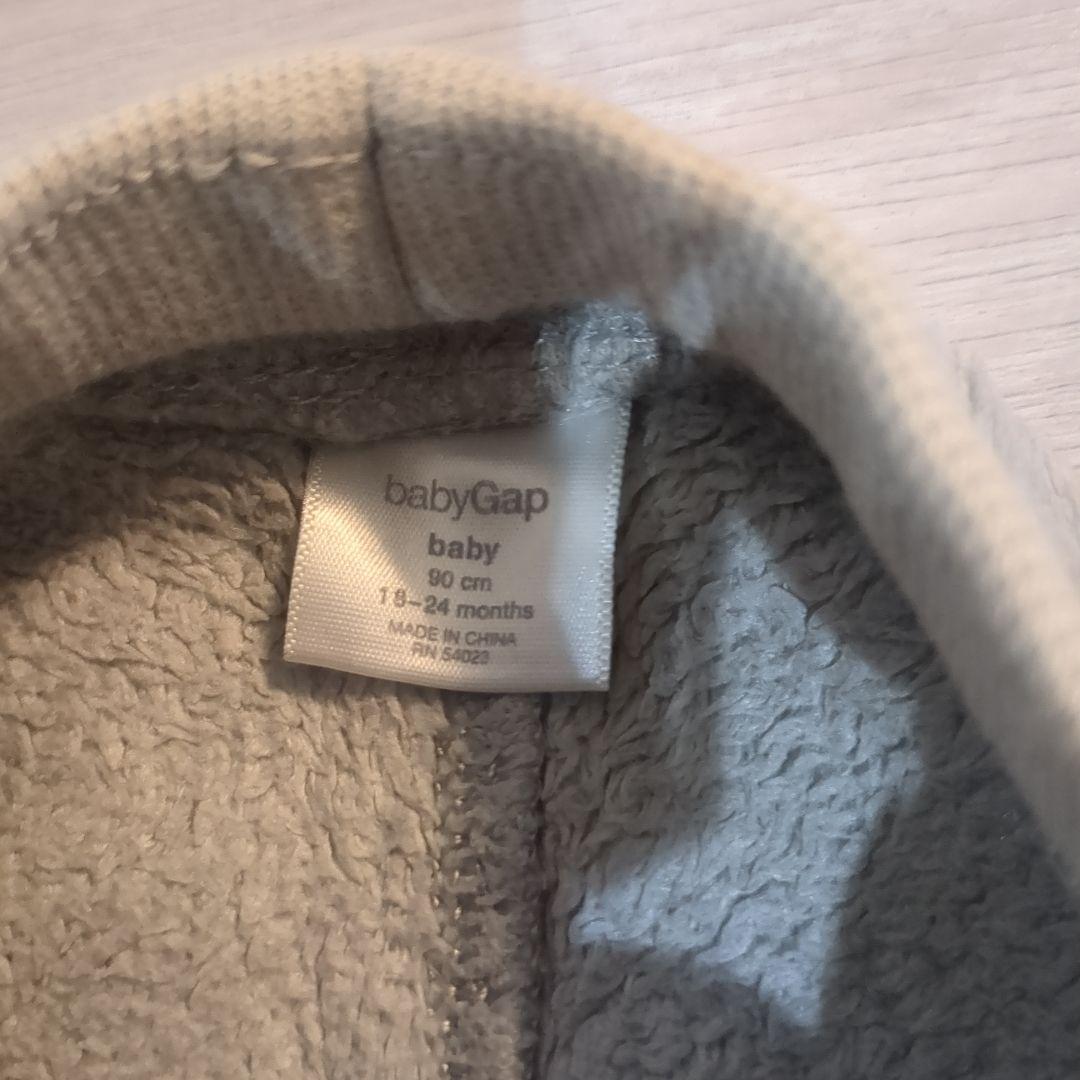 babyGap
baby
90 cm
18-24 months
MADE IN CHINA
RN 54023